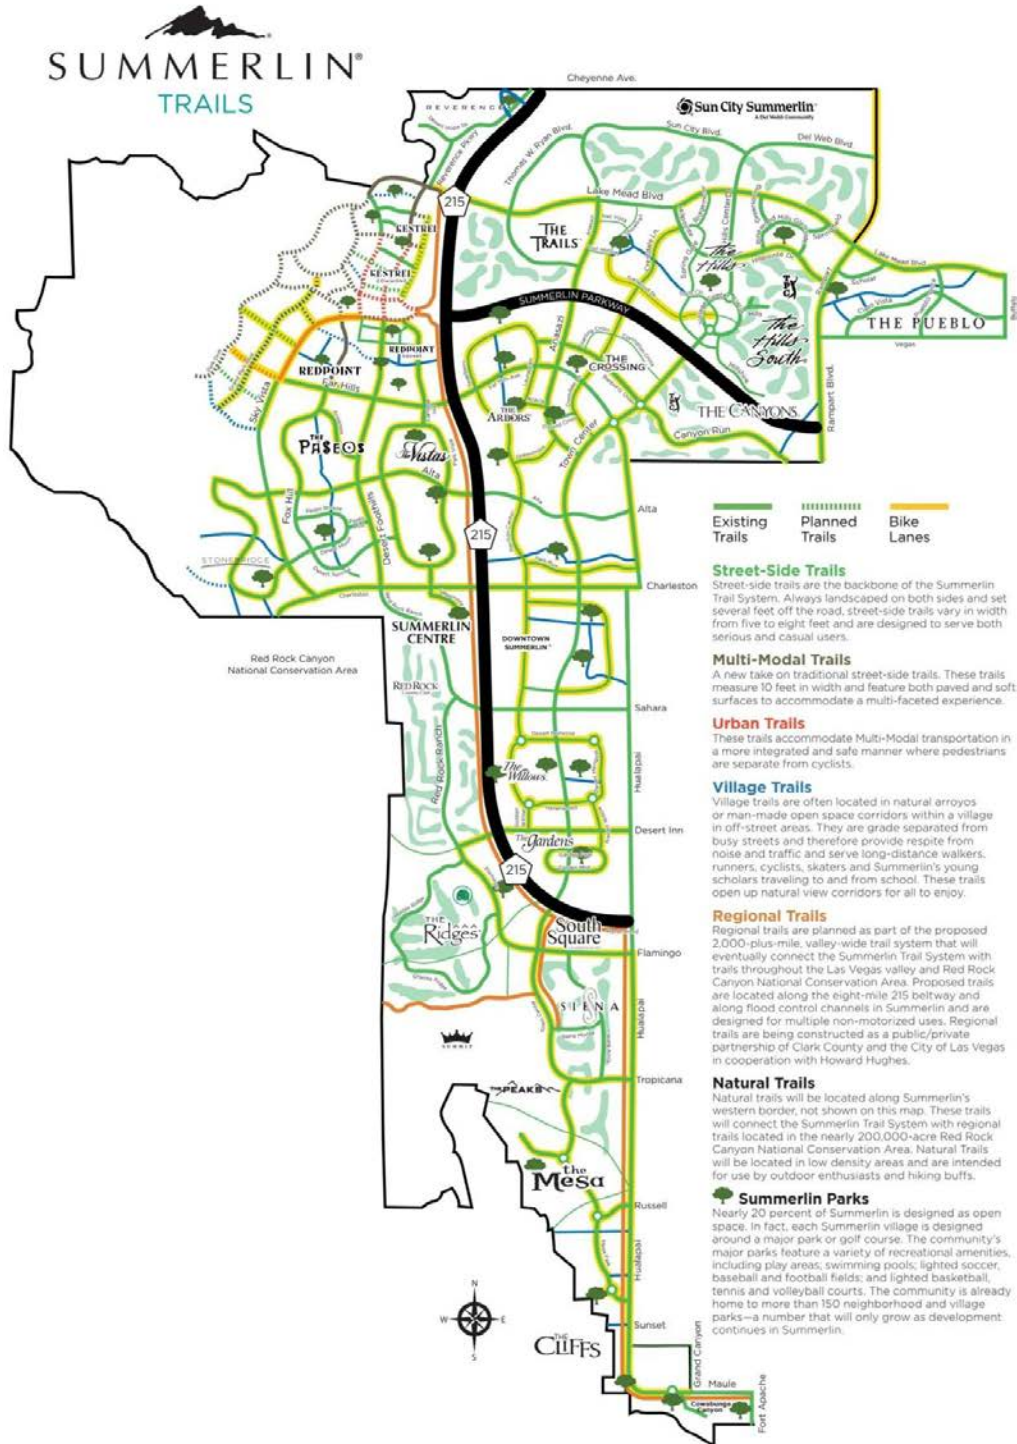 SUMMERLIN®
TRAILS
Cheyenne Ave.
REVERENCE
Reverence Pkwy
Sun City Summerlin
A Del Webb Community
Thomas W. Ryan Blvd.
Sun City Blvd.
Del Web Blvd.
215
Lake Mead Blvd
Hills Center Dr
KESTREL
THE TRAILS
The Hills
KESTREL
Lake Mead Blvd.
SUMMERLIN PARKWAY
Anasazi
THE PUEBLO
Buffalo
Vegas
The Hills South
REDPOINT
REDPOINT
Far Hills
Sky Vista
THE CROSSING
THE ARBORS
THE CANYONS
Rampart Blvd.
Canyon Run
Town Center
THE PASEOS
The Vistas
Alta
Fox Hill
Desert Foothills
Alta
Alta
215
STONEBRIDGE
Charleston
Charleston
SUMMERLIN CENTRE
DOWNTOWN SUMMERLIN™
Red Rock Canyon
National Conservation Area
RED ROCK
Sahara
Red Rock Ranch
The Willows
Hualapai
Desert Inn
The Gardens
215
THE Ridges
South Square
Flamingo
SIENA
SUMMIT
Hualapai
Tropicana
THE PEAKS
the Mesa
Russell
Hualapai
N
W
E
S
Sunset
THE CLIFFS
Grand Canyon
Maule
Fort Apache
Cowabunga
Canyon
Existing Trails
Planned Trails
Bike Lanes
Street-Side Trails
Street-side trails are the backbone of the Summerlin
Trail System. Always landscaped on both sides and set
several feet off the road, street-side trails vary in width
from five to eight feet and are designed to serve both
serious and casual users.
Multi-Modal Trails
A new take on traditional street-side trails. These trails
measure 10 feet in width and feature both paved and soft
surfaces to accommodate a multi-faceted experience.
Urban Trails
These trails accommodate Multi-Modal transportation in
a more integrated and safe manner where pedestrians
are separate from cyclists.
Village Trails
Village trails are often located in natural arroyos
or man-made open space corridors within a village
in off-street areas. They are grade separated from
busy streets and therefore provide respite from
noise and traffic and serve long-distance walkers,
runners, cyclists, skaters and Summerlin's young
scholars traveling to and from school. These trails
open up natural view corridors for all to enjoy.
Regional Trails
Regional trails are planned as part of the proposed
2,000-plus-mile, valley-wide trail system that will
eventually connect the Summerlin Trail System with
trails throughout the Las Vegas valley and Red Rock
Canyon National Conservation Area. Proposed trails
are located along the eight-mile 215 beltway and
along flood control channels in Summerlin and are
designed for multiple non-motorized uses. Regional
trails are being constructed as a public/private
partnership of Clark County and the City of Las Vegas
in cooperation with Howard Hughes.
Natural Trails
Natural trails will be located along Summerlin's
western border, not shown on this map. These trails
will connect the Summerlin Trail System with regional
trails located in the nearly 200,000-acre Red Rock
Canyon National Conservation Area. Natural Trails
will be located in low density areas and are intended
for use by outdoor enthusiasts and hiking buffs.
Summerlin Parks
Nearly 20 percent of Summerlin is designed as open
space. In fact, each Summerlin village is designed
around a major park or golf course. The community's
major parks feature a variety of recreational amenities,
including play areas; swimming pools; lighted soccer,
baseball and football fields; and lighted basketball,
tennis and volleyball courts. The community is already
home to more than 150 neighborhood and village
parks—a number that will only grow as development
continues in Summerlin.